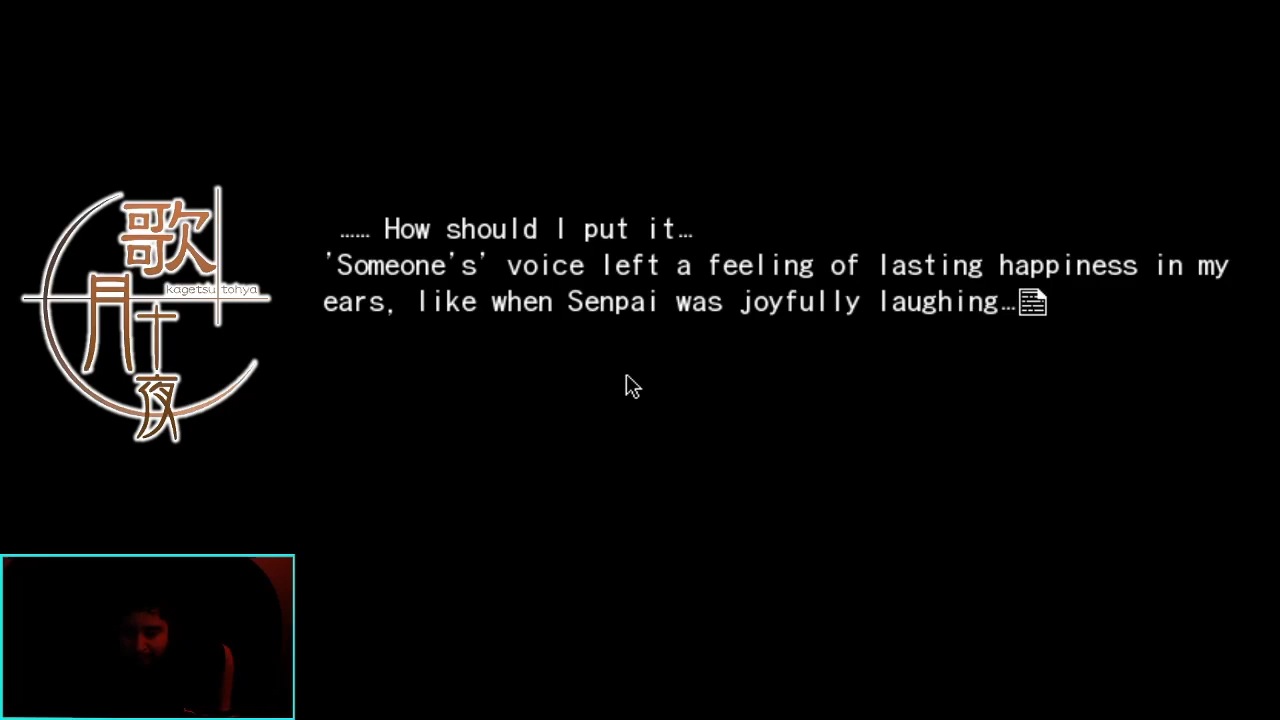 歌
月
kagetsu tohya
十
夜
…… How should I put it…
'Someone's' voice left a feeling of lasting happiness in my
ears, like when Senpai was joyfully laughing…